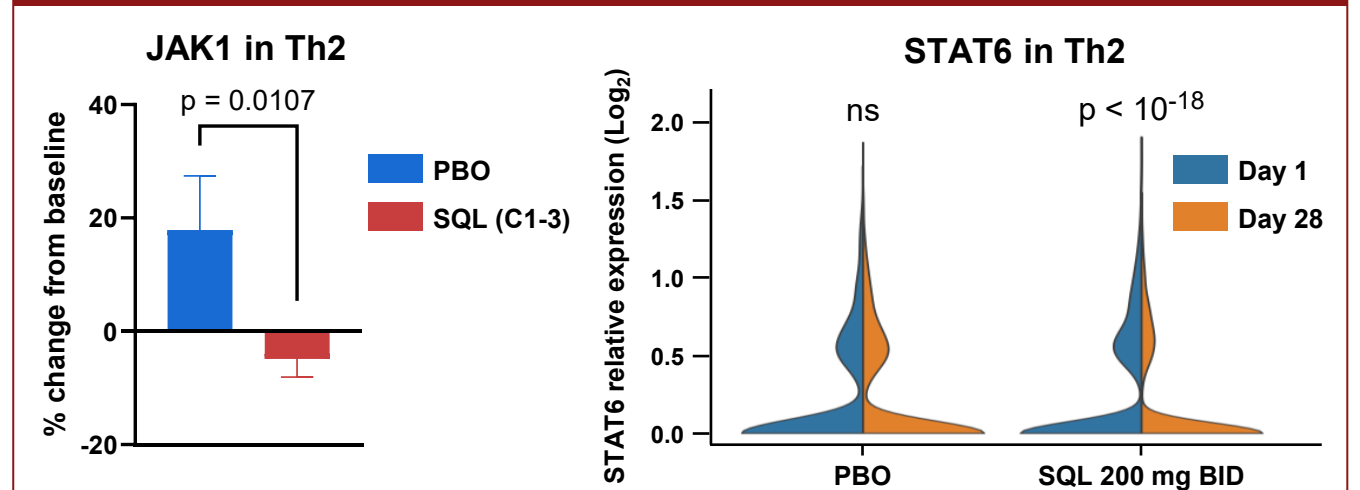 JAK1 in Th2
% change from baseline
40
20
0
-20
p = 0.0107
PBO
SQL (C1-3)
STAT6 in Th2
STAT6 relative expression (Log₂)
2.0
1.5
1.0
0.5
0.0
ns
p < 10⁻¹⁸
Day 1
Day 28
PBO
SQL 200 mg BID